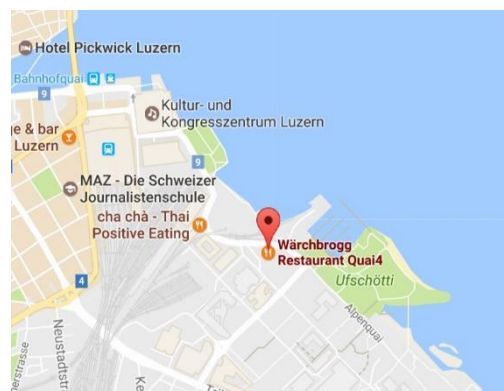 Hotel Pickwick Luzern
Bahnhofquai
9
Kultur- und
Kongresszentrum Luzern
& bar
Luzern
9
MAZ - Die Schweizer
Journalistenschule
cha chà - Thai
Positive Eating
Wärchbrogg
Restaurant Quai4
Ufschötti
4
Alpenquai
Neustadtstr